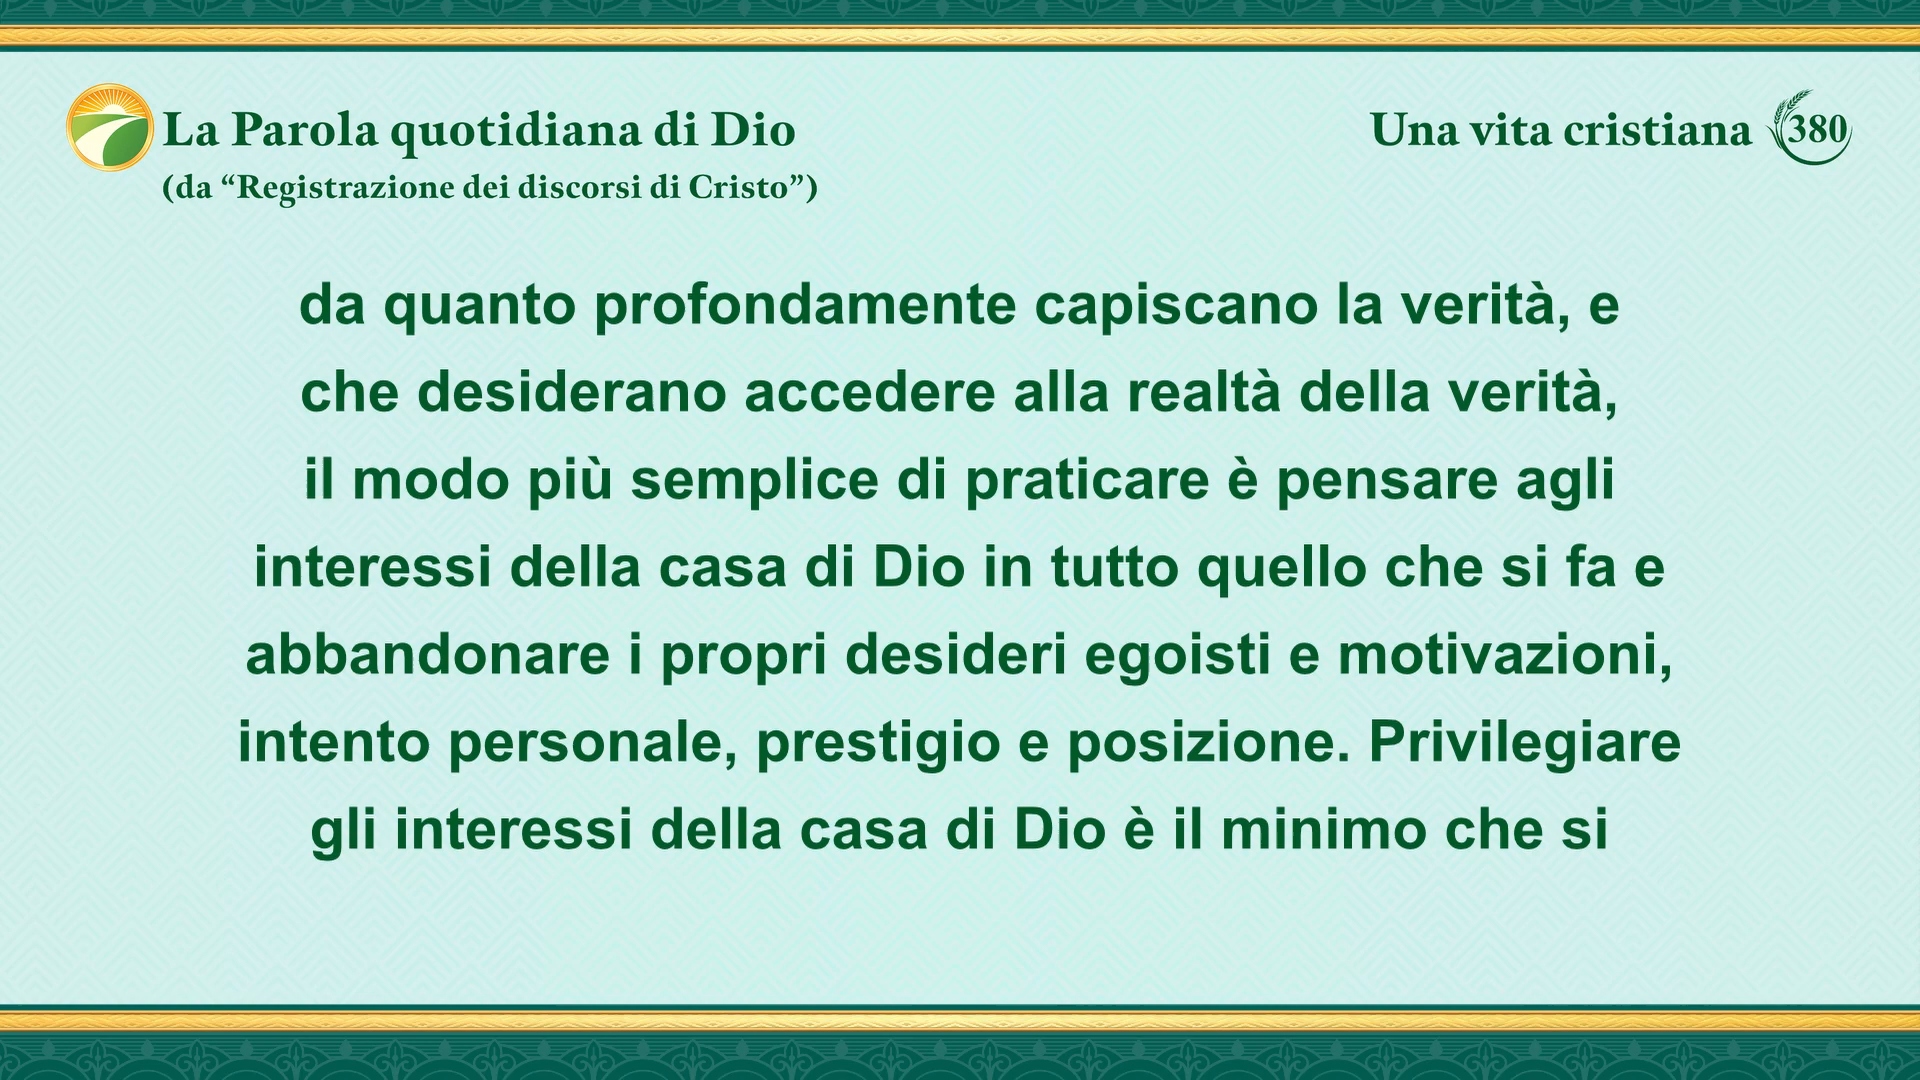 La Parola quotidiana di Dio
(da “Registrazione dei discorsi di Cristo”)
Una vita cristiana 380
da quanto profondamente capiscano la verità, e
che desiderano accedere alla realtà della verità,
il modo più semplice di praticare è pensare agli
interessi della casa di Dio in tutto quello che si fa e
abbandonare i propri desideri egoisti e motivazioni,
intento personale, prestigio e posizione. Privilegiare
gli interessi della casa di Dio è il minimo che si